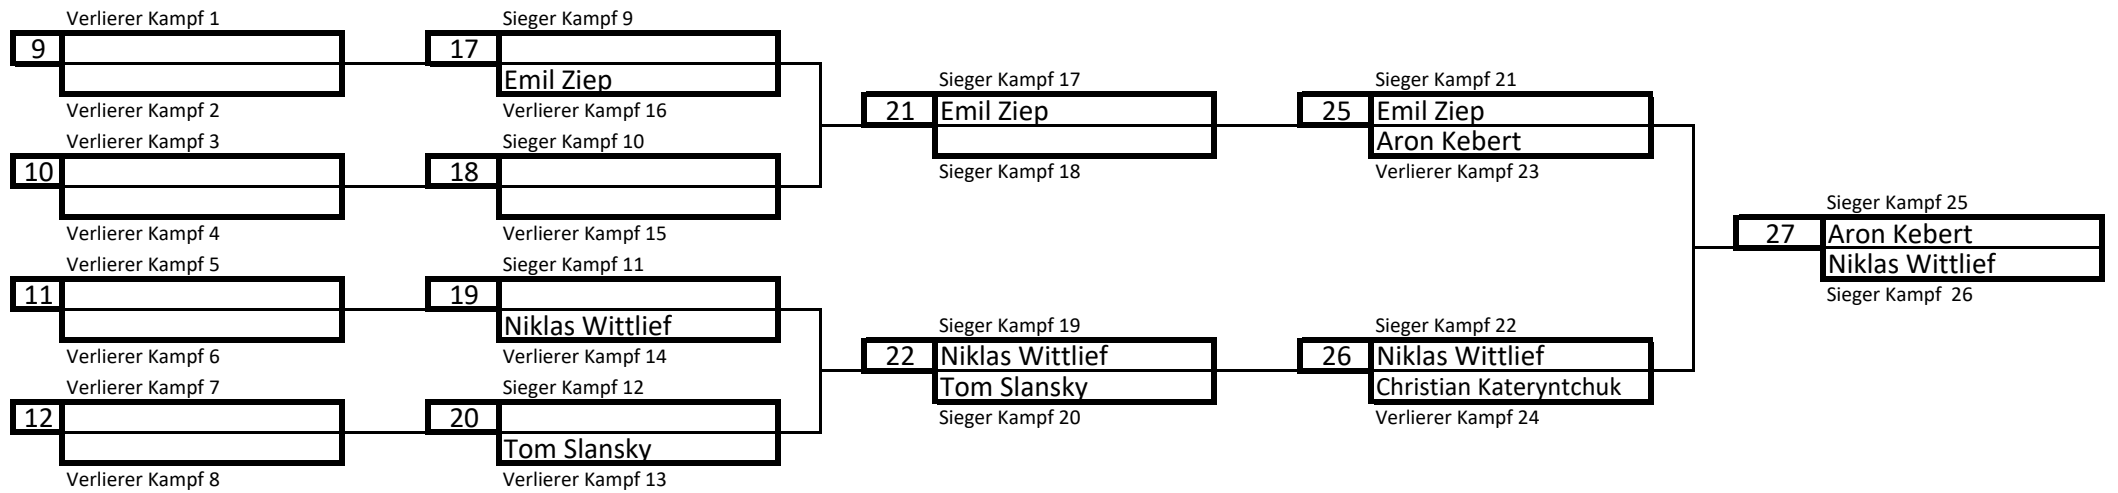 Verlierer Kampf 1
9
Verlierer Kampf 2
Verlierer Kampf 3
10
Verlierer Kampf 4
Verlierer Kampf 5
11
Verlierer Kampf 6
Verlierer Kampf 7
12
Verlierer Kampf 8
Sieger Kampf 9
17
Emil Ziep
Verlierer Kampf 16
Sieger Kampf 10
18
Verlierer Kampf 15
Sieger Kampf 11
19
Niklas Wittlief
Verlierer Kampf 14
Sieger Kampf 12
20
Tom Slansky
Verlierer Kampf 13
Sieger Kampf 17
21 Emil Ziep
Sieger Kampf 18
Sieger Kampf 19
22 Niklas Wittlief
Tom Slansky
Sieger Kampf 20
Sieger Kampf 21
25 Emil Ziep
Aron Kebert
Verlierer Kampf 23
Sieger Kampf 22
26 Niklas Wittlief
Christian Kateryntchuk
Verlierer Kampf 24
Sieger Kampf 25
27 Aron Kebert
Niklas Wittlief
Sieger Kampf 26